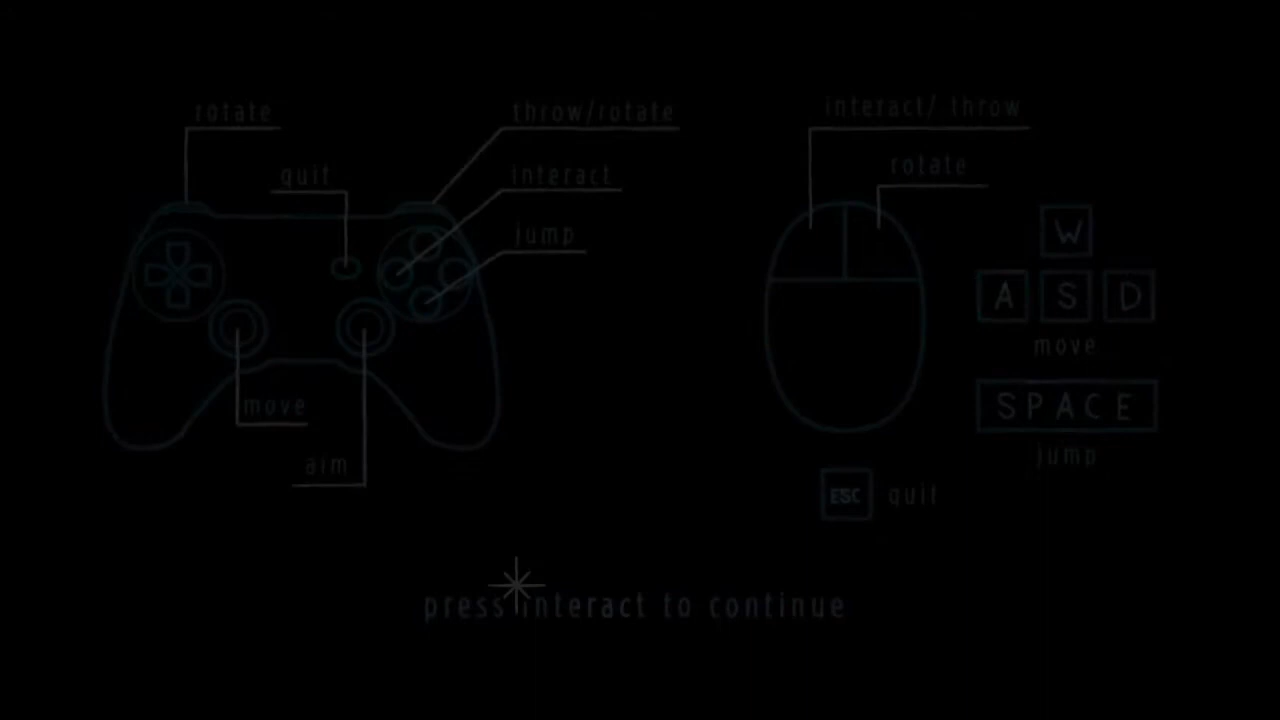 rotate
throw/rotate
interact/ throw
quit
interact
rotate
jump
W
A S D
move
move
SPACE
jump
aim
ESC quit
press interact to continue